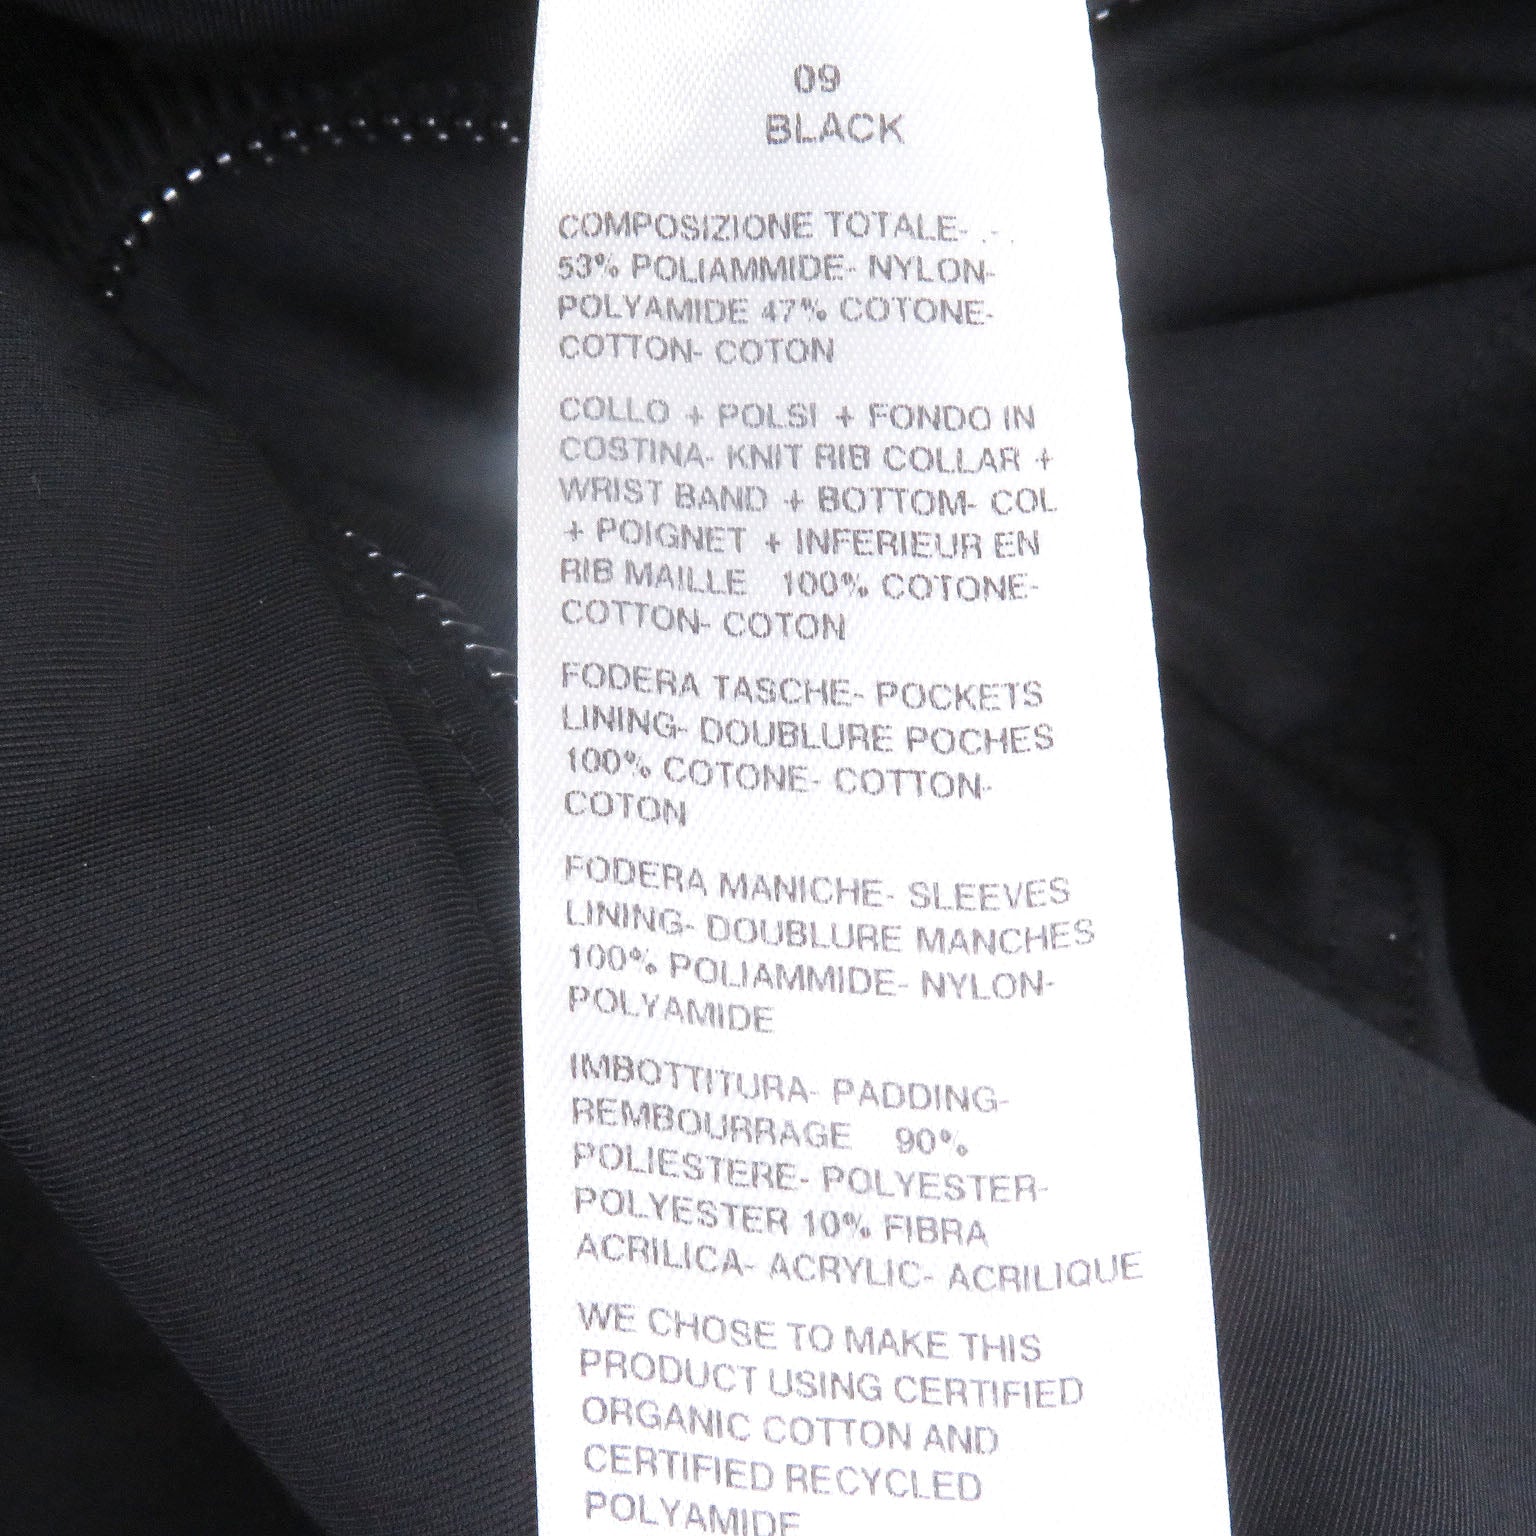 09
BLACK
COMPOSIZIONE TOTALE- .-.
53% POLIAMMIDE- NYLON-
POLYAMIDE 47% COTONE-
COTTON- COTON
COLLO + POLSI + FONDO IN
COSTINA- KNIT RIB COLLAR +
WRIST BAND + BOTTOM- COL
+ POIGNET + INFERIEUR EN
RIB MAILLE 100% COTONE-
COTTON- COTON
FODERA TASCHE- POCKETS
LINING- DOUBLURE POCHES
100% COTONE- COTTON-
COTON
FODERA MANICHE- SLEEVES
LINING- DOUBLURE MANCHES
100% POLIAMMIDE- NYLON-
POLYAMIDE
IMBOTTITURA- PADDING-
REMBOURRAGE 90%
POLIESTERE- POLYESTER-
POLYESTER 10% FIBRA
ACRILICA- ACRYLIC- ACRILIQUE
WE CHOSE TO MAKE THIS
PRODUCT USING CERTIFIED
ORGANIC COTTON AND
CERTIFIED RECYCLED
POLYAMIDE